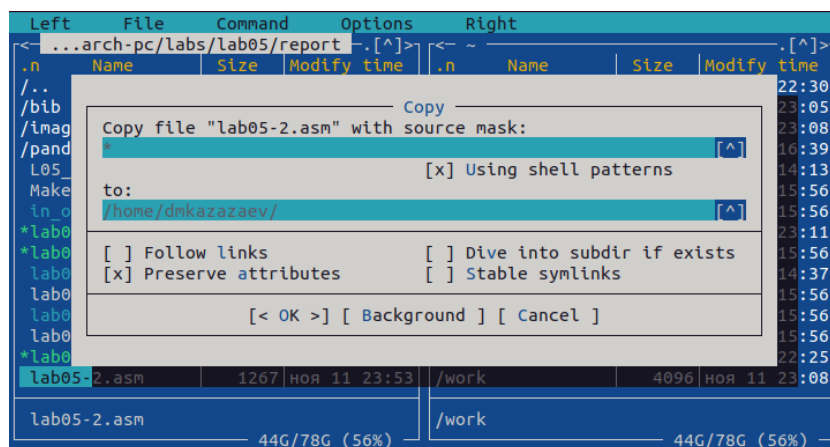 Left File Command Options Right
<─ ...arch-pc/labs/lab05/report ─.[^]> <─ ~ ─.[^]>
.n Name Size Modify time .n Name Size Modify time
/.. 22:30
/bib 23:05
/imag 23:08
/pand 16:39
L05_ 14:13
Make 15:56
in_o 15:56
*lab0 23:11
*lab0 15:56
lab0 14:37
lab0 15:56
lab0 15:56
lab0 15:56
*lab0 22:25
Copy
Copy file "lab05-2.asm" with source mask:
* [^]
[x] Using shell patterns
to:
/home/dmkazazaev/ [^]
[ ] Follow links [ ] Dive into subdir if exists
[x] Preserve attributes [ ] Stable symlinks
[< OK >] [ Background ] [ Cancel ]
lab05-2.asm 1267 ноя 11 23:53 /work 4096 ноя 11 23:08
lab05-2.asm /work
44G/78G (56%) 44G/78G (56%)